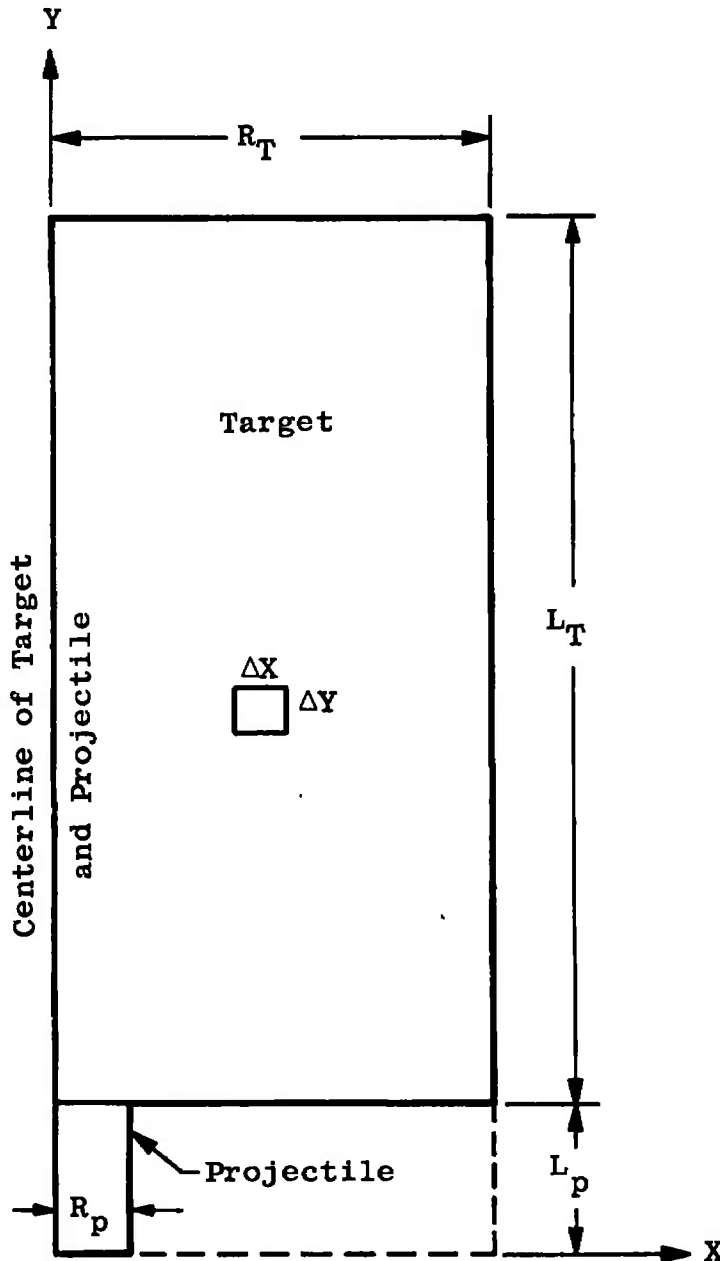 Y
R_T
Target
L_T
ΔX
ΔY
Centerline of Target
and Projectile
Projectile
L_p
R_p
X